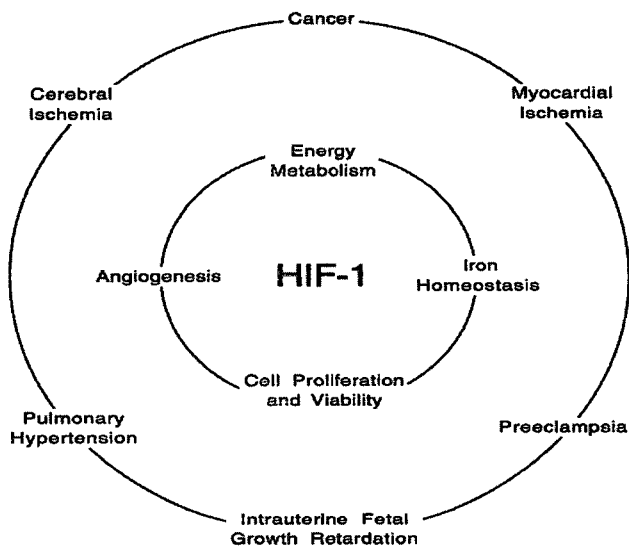 Cancer
Cerebral
Ischemia
Myocardial
Ischemia
Energy
Metabolism
Angiogenesis
HIF-1
Iron
Homeostasis
Cell Proliferation
and Viability
Pulmonary
Hypertension
Preeclampsia
Intrauterine Fetal
Growth Retardation